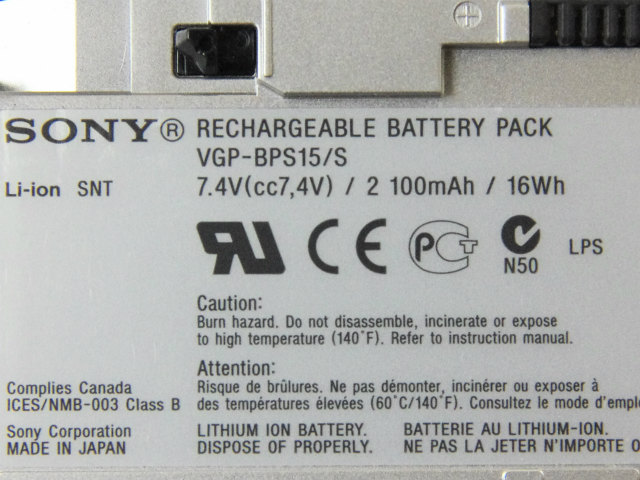 SONY® RECHARGEABLE BATTERY PACK
VGP-BPS15/S
Li-ion SNT 7.4V(cc7,4V) / 2 100mAh / 16Wh
RU CE PCT N50 LPS
Caution:
Burn hazard. Do not disassemble, incinerate or expose
to high temperature (140˚F). Refer to instruction manual.
Attention:
Risque de brûlures. Ne pas démonter, incinérer ou exposer à
des températures élevées (60˚C/140˚F). Consultez le mode d'emplo
Complies Canada
ICES/NMB-003 Class B
Sony Corporation
MADE IN JAPAN
LITHIUM ION BATTERY.
DISPOSE OF PROPERLY.
BATTERIE AU LITHIUM-ION.
NE PAS LA JETER N'IMPORTE O